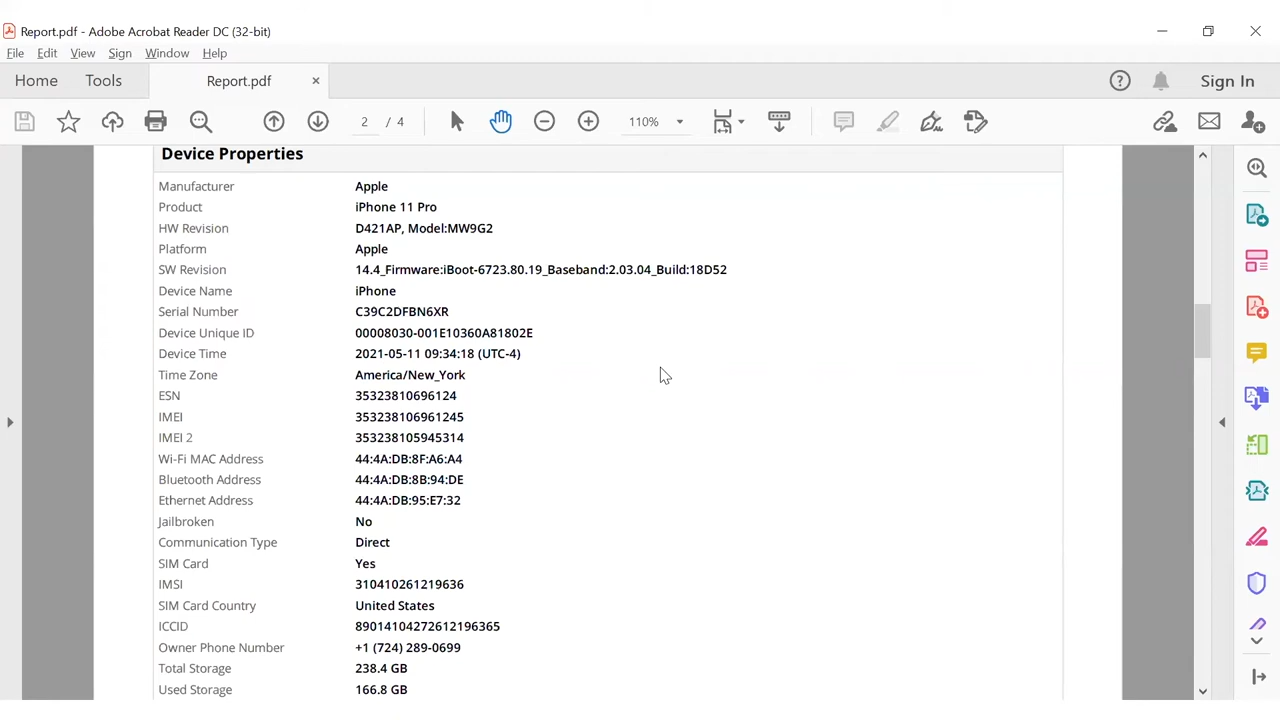 Report.pdf - Adobe Acrobat Reader DC (32-bit)
File Edit View Sign Window Help
Home Tools Report.pdf × Sign In
2 / 4 110%
Device Properties
Manufacturer Apple
Product iPhone 11 Pro
HW Revision D421AP, Model:MW9G2
Platform Apple
SW Revision 14.4_Firmware:iBoot-6723.80.19_Baseband:2.03.04_Build:18D52
Device Name iPhone
Serial Number C39C2DFBN6XR
Device Unique ID 00008030-001E10360A81802E
Device Time 2021-05-11 09:34:18 (UTC-4)
Time Zone America/New_York
ESN 35323810696124
IMEI 353238106961245
IMEI 2 353238105945314
Wi-Fi MAC Address 44:4A:DB:8F:A6:A4
Bluetooth Address 44:4A:DB:8B:94:DE
Ethernet Address 44:4A:DB:95:E7:32
Jailbroken No
Communication Type Direct
SIM Card Yes
IMSI 310410261219636
SIM Card Country United States
ICCID 89014104272612196365
Owner Phone Number +1 (724) 289-0699
Total Storage 238.4 GB
Used Storage 166.8 GB